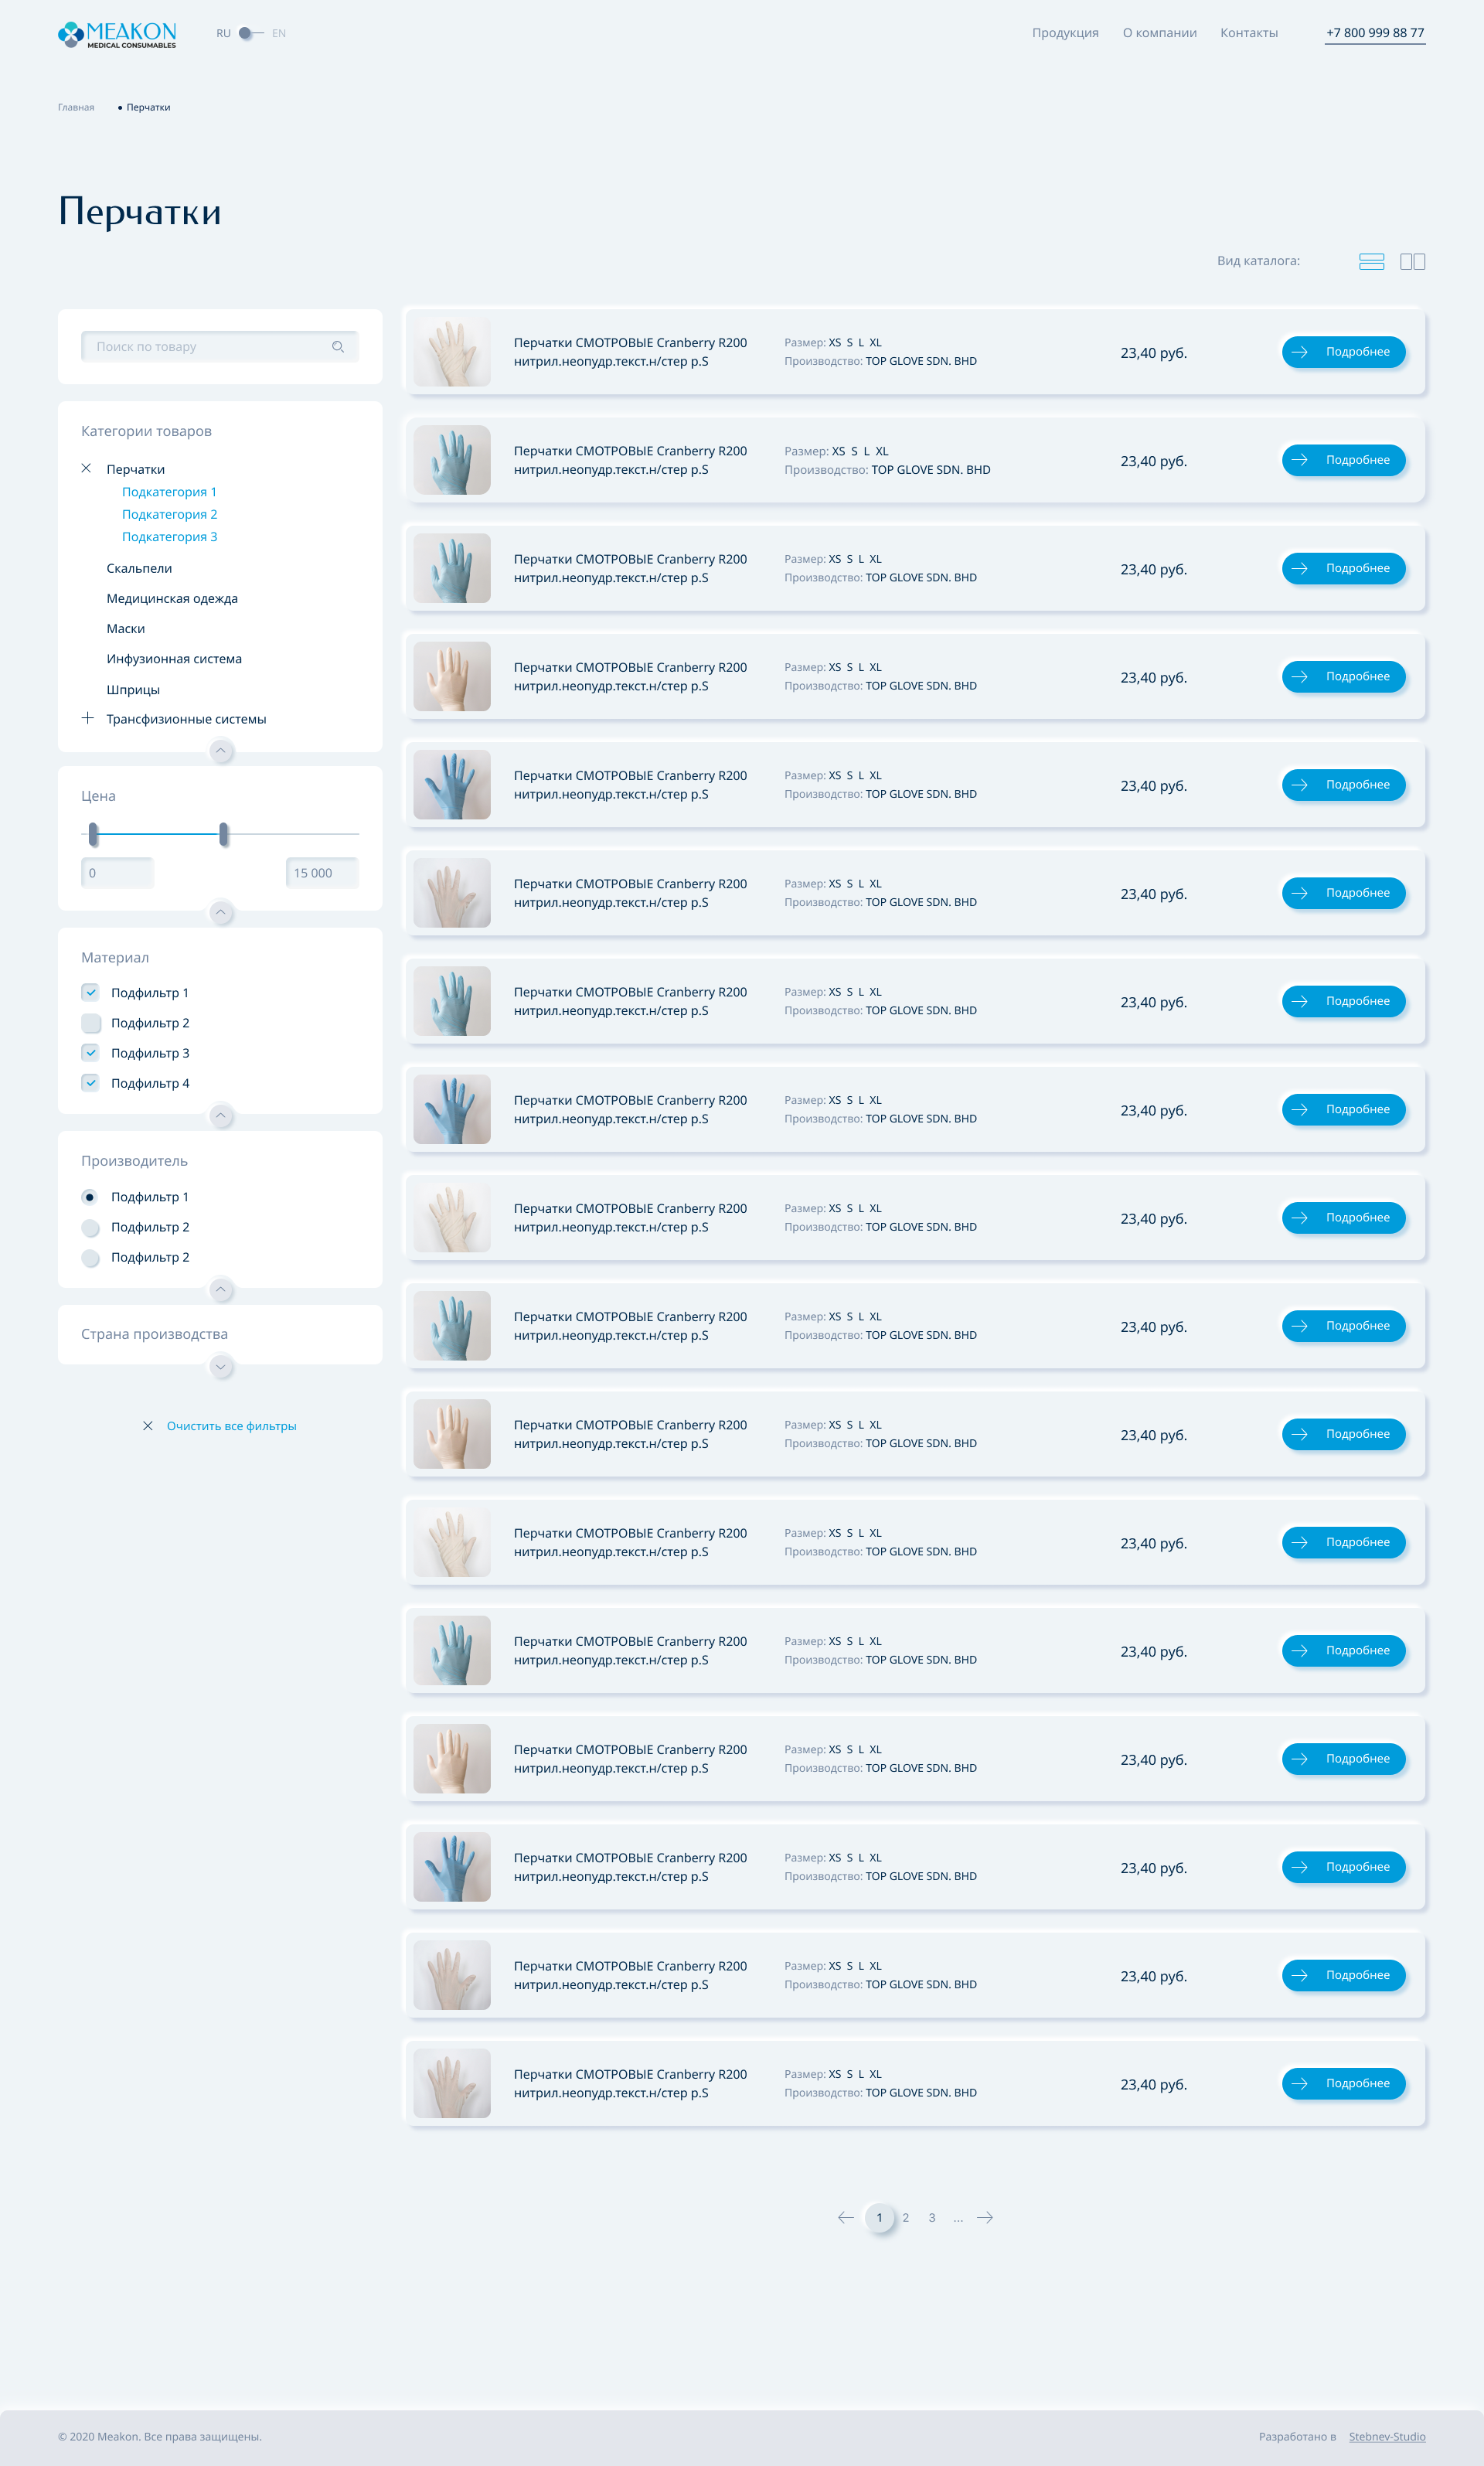 MEAKON
MEDICAL CONSUMABLES
RU EN
Продукция О компании Контакты +7 800 999 88 77
Главная • Перчатки
Перчатки
Вид каталога:
Поиск по товару
Категории товаров
Перчатки
Подкатегория 1
Подкатегория 2
Подкатегория 3
Скальпели
Медицинская одежда
Маски
Инфузионная система
Шприцы
Трансфизионные системы
Цена
0 15 000
Материал
Подфильтр 1
Подфильтр 2
Подфильтр 3
Подфильтр 4
Производитель
Подфильтр 1
Подфильтр 2
Подфильтр 2
Страна производства
Очистить все фильтры
Перчатки СМОТРОВЫЕ Cranberry R200 Размер: XS S L XL
нитрил.неопудр.текст.н/стер р.S Производство: TOP GLOVE SDN. BHD
23,40 руб. Подробнее
Перчатки СМОТРОВЫЕ Cranberry R200 Размер: XS S L XL
нитрил.неопудр.текст.н/стер р.S Производство: TOP GLOVE SDN. BHD
23,40 руб. Подробнее
Перчатки СМОТРОВЫЕ Cranberry R200 Размер: XS S L XL
нитрил.неопудр.текст.н/стер р.S Производство: TOP GLOVE SDN. BHD
23,40 руб. Подробнее
Перчатки СМОТРОВЫЕ Cranberry R200 Размер: XS S L XL
нитрил.неопудр.текст.н/стер р.S Производство: TOP GLOVE SDN. BHD
23,40 руб. Подробнее
Перчатки СМОТРОВЫЕ Cranberry R200 Размер: XS S L XL
нитрил.неопудр.текст.н/стер р.S Производство: TOP GLOVE SDN. BHD
23,40 руб. Подробнее
Перчатки СМОТРОВЫЕ Cranberry R200 Размер: XS S L XL
нитрил.неопудр.текст.н/стер р.S Производство: TOP GLOVE SDN. BHD
23,40 руб. Подробнее
Перчатки СМОТРОВЫЕ Cranberry R200 Размер: XS S L XL
нитрил.неопудр.текст.н/стер р.S Производство: TOP GLOVE SDN. BHD
23,40 руб. Подробнее
Перчатки СМОТРОВЫЕ Cranberry R200 Размер: XS S L XL
нитрил.неопудр.текст.н/стер р.S Производство: TOP GLOVE SDN. BHD
23,40 руб. Подробнее
Перчатки СМОТРОВЫЕ Cranberry R200 Размер: XS S L XL
нитрил.неопудр.текст.н/стер р.S Производство: TOP GLOVE SDN. BHD
23,40 руб. Подробнее
Перчатки СМОТРОВЫЕ Cranberry R200 Размер: XS S L XL
нитрил.неопудр.текст.н/стер р.S Производство: TOP GLOVE SDN. BHD
23,40 руб. Подробнее
Перчатки СМОТРОВЫЕ Cranberry R200 Размер: XS S L XL
нитрил.неопудр.текст.н/стер р.S Производство: TOP GLOVE SDN. BHD
23,40 руб. Подробнее
Перчатки СМОТРОВЫЕ Cranberry R200 Размер: XS S L XL
нитрил.неопудр.текст.н/стер р.S Производство: TOP GLOVE SDN. BHD
23,40 руб. Подробнее
Перчатки СМОТРОВЫЕ Cranberry R200 Размер: XS S L XL
нитрил.неопудр.текст.н/стер р.S Производство: TOP GLOVE SDN. BHD
23,40 руб. Подробнее
Перчатки СМОТРОВЫЕ Cranberry R200 Размер: XS S L XL
нитрил.неопудр.текст.н/стер р.S Производство: TOP GLOVE SDN. BHD
23,40 руб. Подробнее
Перчатки СМОТРОВЫЕ Cranberry R200 Размер: XS S L XL
нитрил.неопудр.текст.н/стер р.S Производство: TOP GLOVE SDN. BHD
23,40 руб. Подробнее
Перчатки СМОТРОВЫЕ Cranberry R200 Размер: XS S L XL
нитрил.неопудр.текст.н/стер р.S Производство: TOP GLOVE SDN. BHD
23,40 руб. Подробнее
Перчатки СМОТРОВЫЕ Cranberry R200 Размер: XS S L XL
нитрил.неопудр.текст.н/стер р.S Производство: TOP GLOVE SDN. BHD
23,40 руб. Подробнее
1 2 3 ...
© 2020 Meakon. Все права защищены. Разработано в Stebnev-Studio